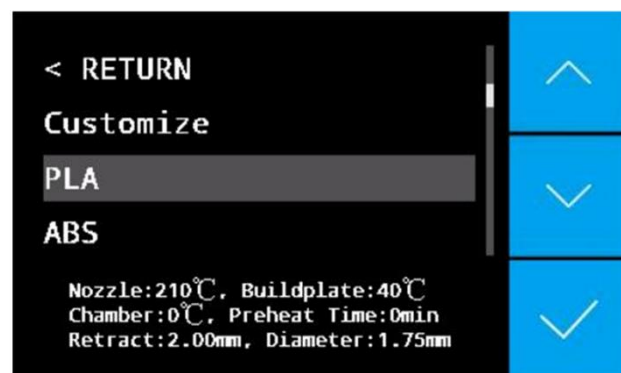 < RETURN
Customize
PLA
ABS
Nozzle:210℃, Buildplate:40℃
Chamber:0℃, Preheat Time:0min
Retract:2.00mm, Diameter:1.75mm